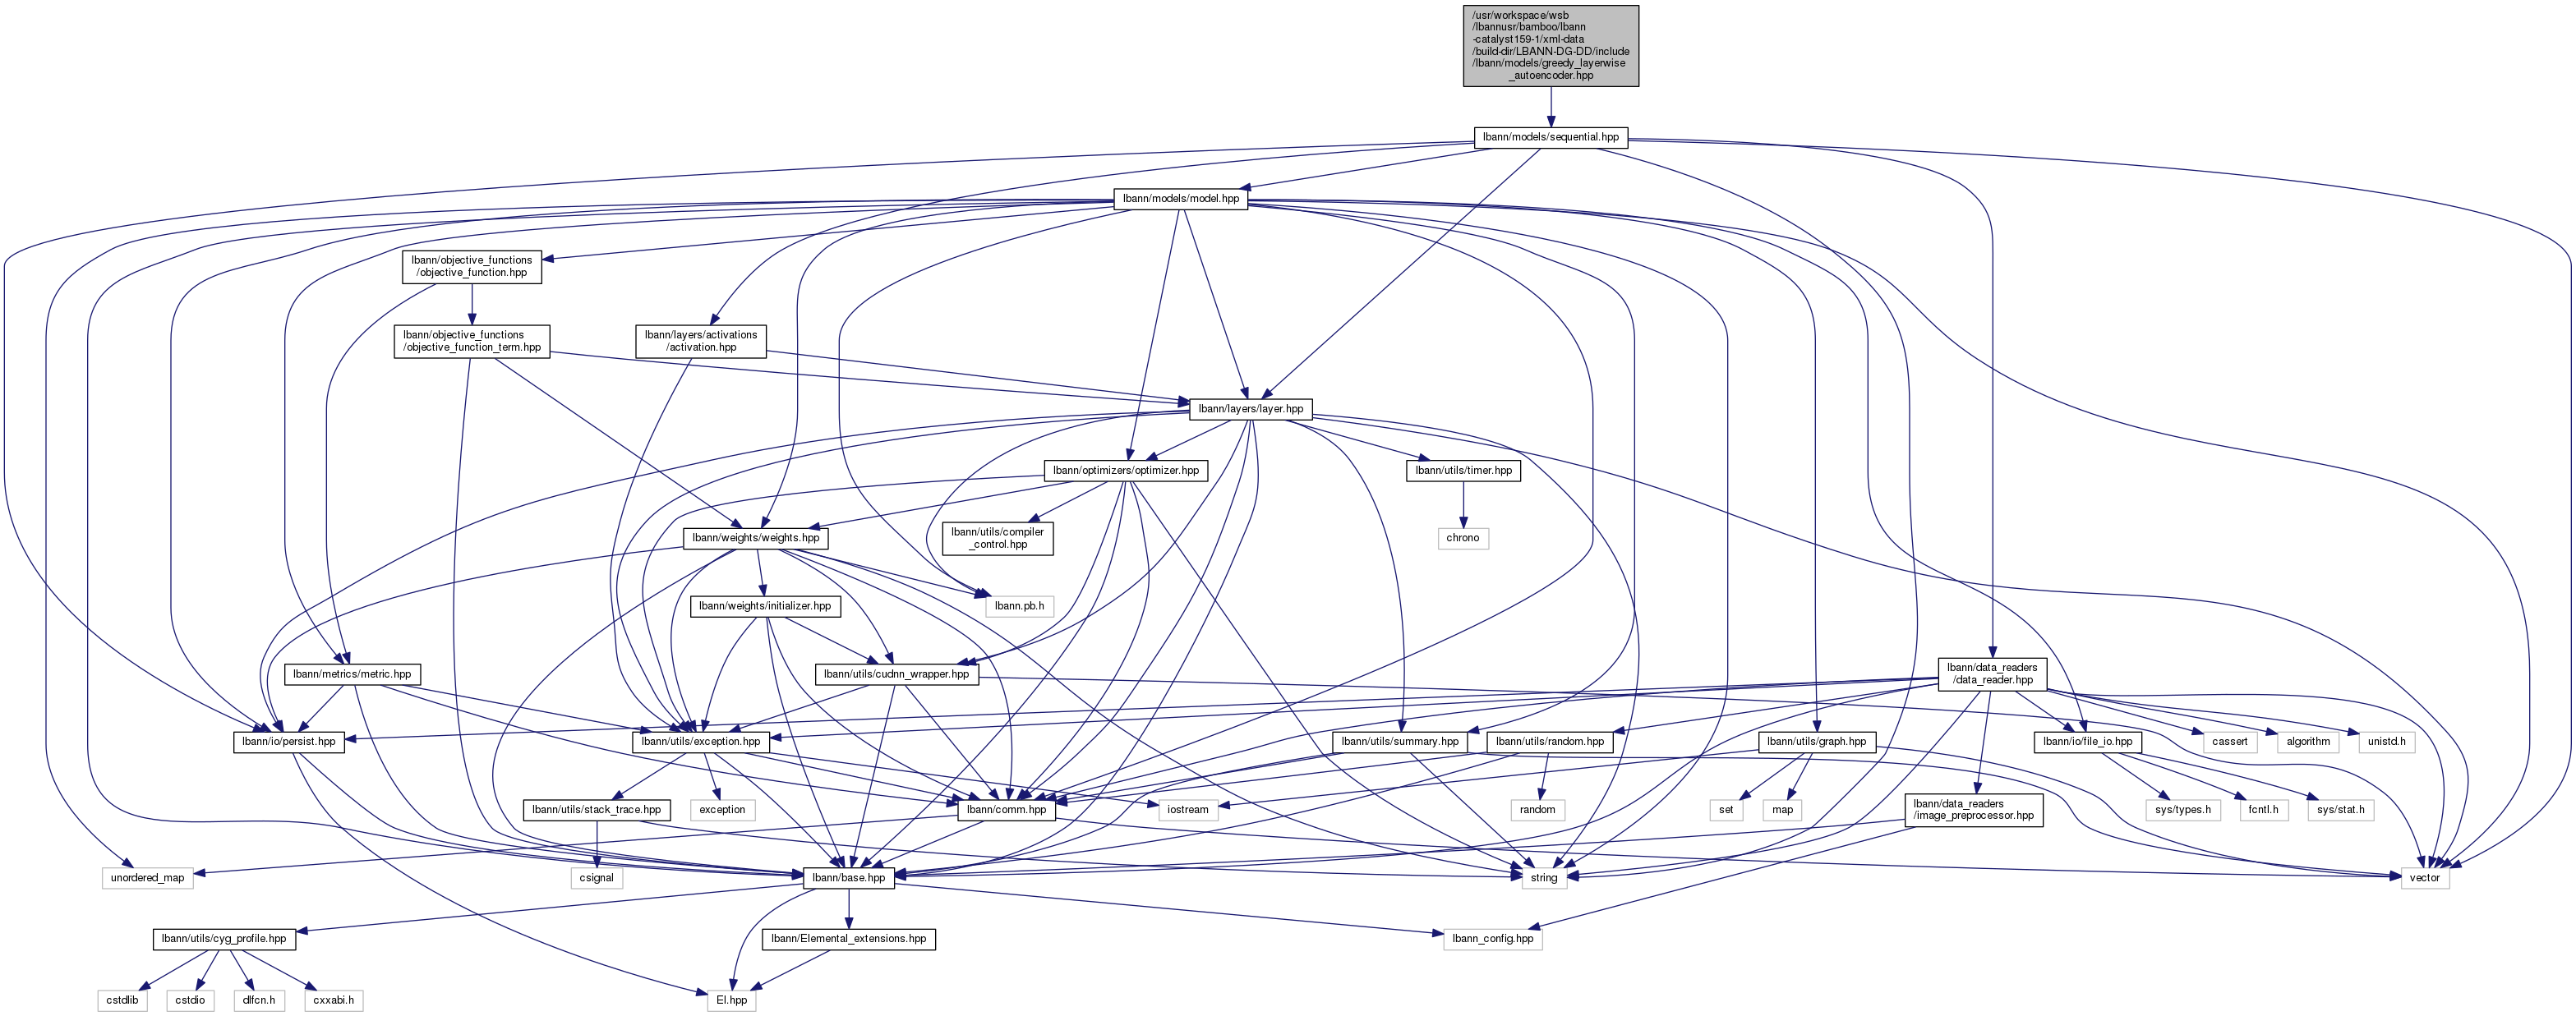 /usr/workspace/wsb
/lbannusr/bamboo/lbann
-catalyst159-1/xml-data
/build-dir/LBANN-DG-DD/include
/lbann/models/greedy_layerwise
_autoencoder.hpp
lbann/models/sequential.hpp
lbann/models/model.hpp
lbann/objective_functions
/objective_function.hpp
lbann/objective_functions
/objective_function_term.hpp
lbann/layers/activations
/activation.hpp
lbann/layers/layer.hpp
lbann/optimizers/optimizer.hpp
lbann/utils/timer.hpp
lbann/weights/weights.hpp
lbann/utils/compiler
_control.hpp
chrono
lbann/weights/initializer.hpp
lbann.pb.h
lbann/metrics/metric.hpp
lbann/utils/cudnn_wrapper.hpp
lbann/data_readers
/data_reader.hpp
lbann/io/persist.hpp
lbann/utils/exception.hpp
lbann/utils/summary.hpp
lbann/utils/random.hpp
lbann/utils/graph.hpp
lbann/io/file_io.hpp
cassert
algorithm
unistd.h
lbann/utils/stack_trace.hpp
exception
lbann/comm.hpp
iostream
random
set
map
lbann/data_readers
/image_preprocessor.hpp
sys/types.h
fcntl.h
sys/stat.h
unordered_map
csignal
lbann/base.hpp
string
vector
lbann/utils/cyg_profile.hpp
lbann/Elemental_extensions.hpp
lbann_config.hpp
cstdlib
cstdio
dlfcn.h
cxxabi.h
El.hpp